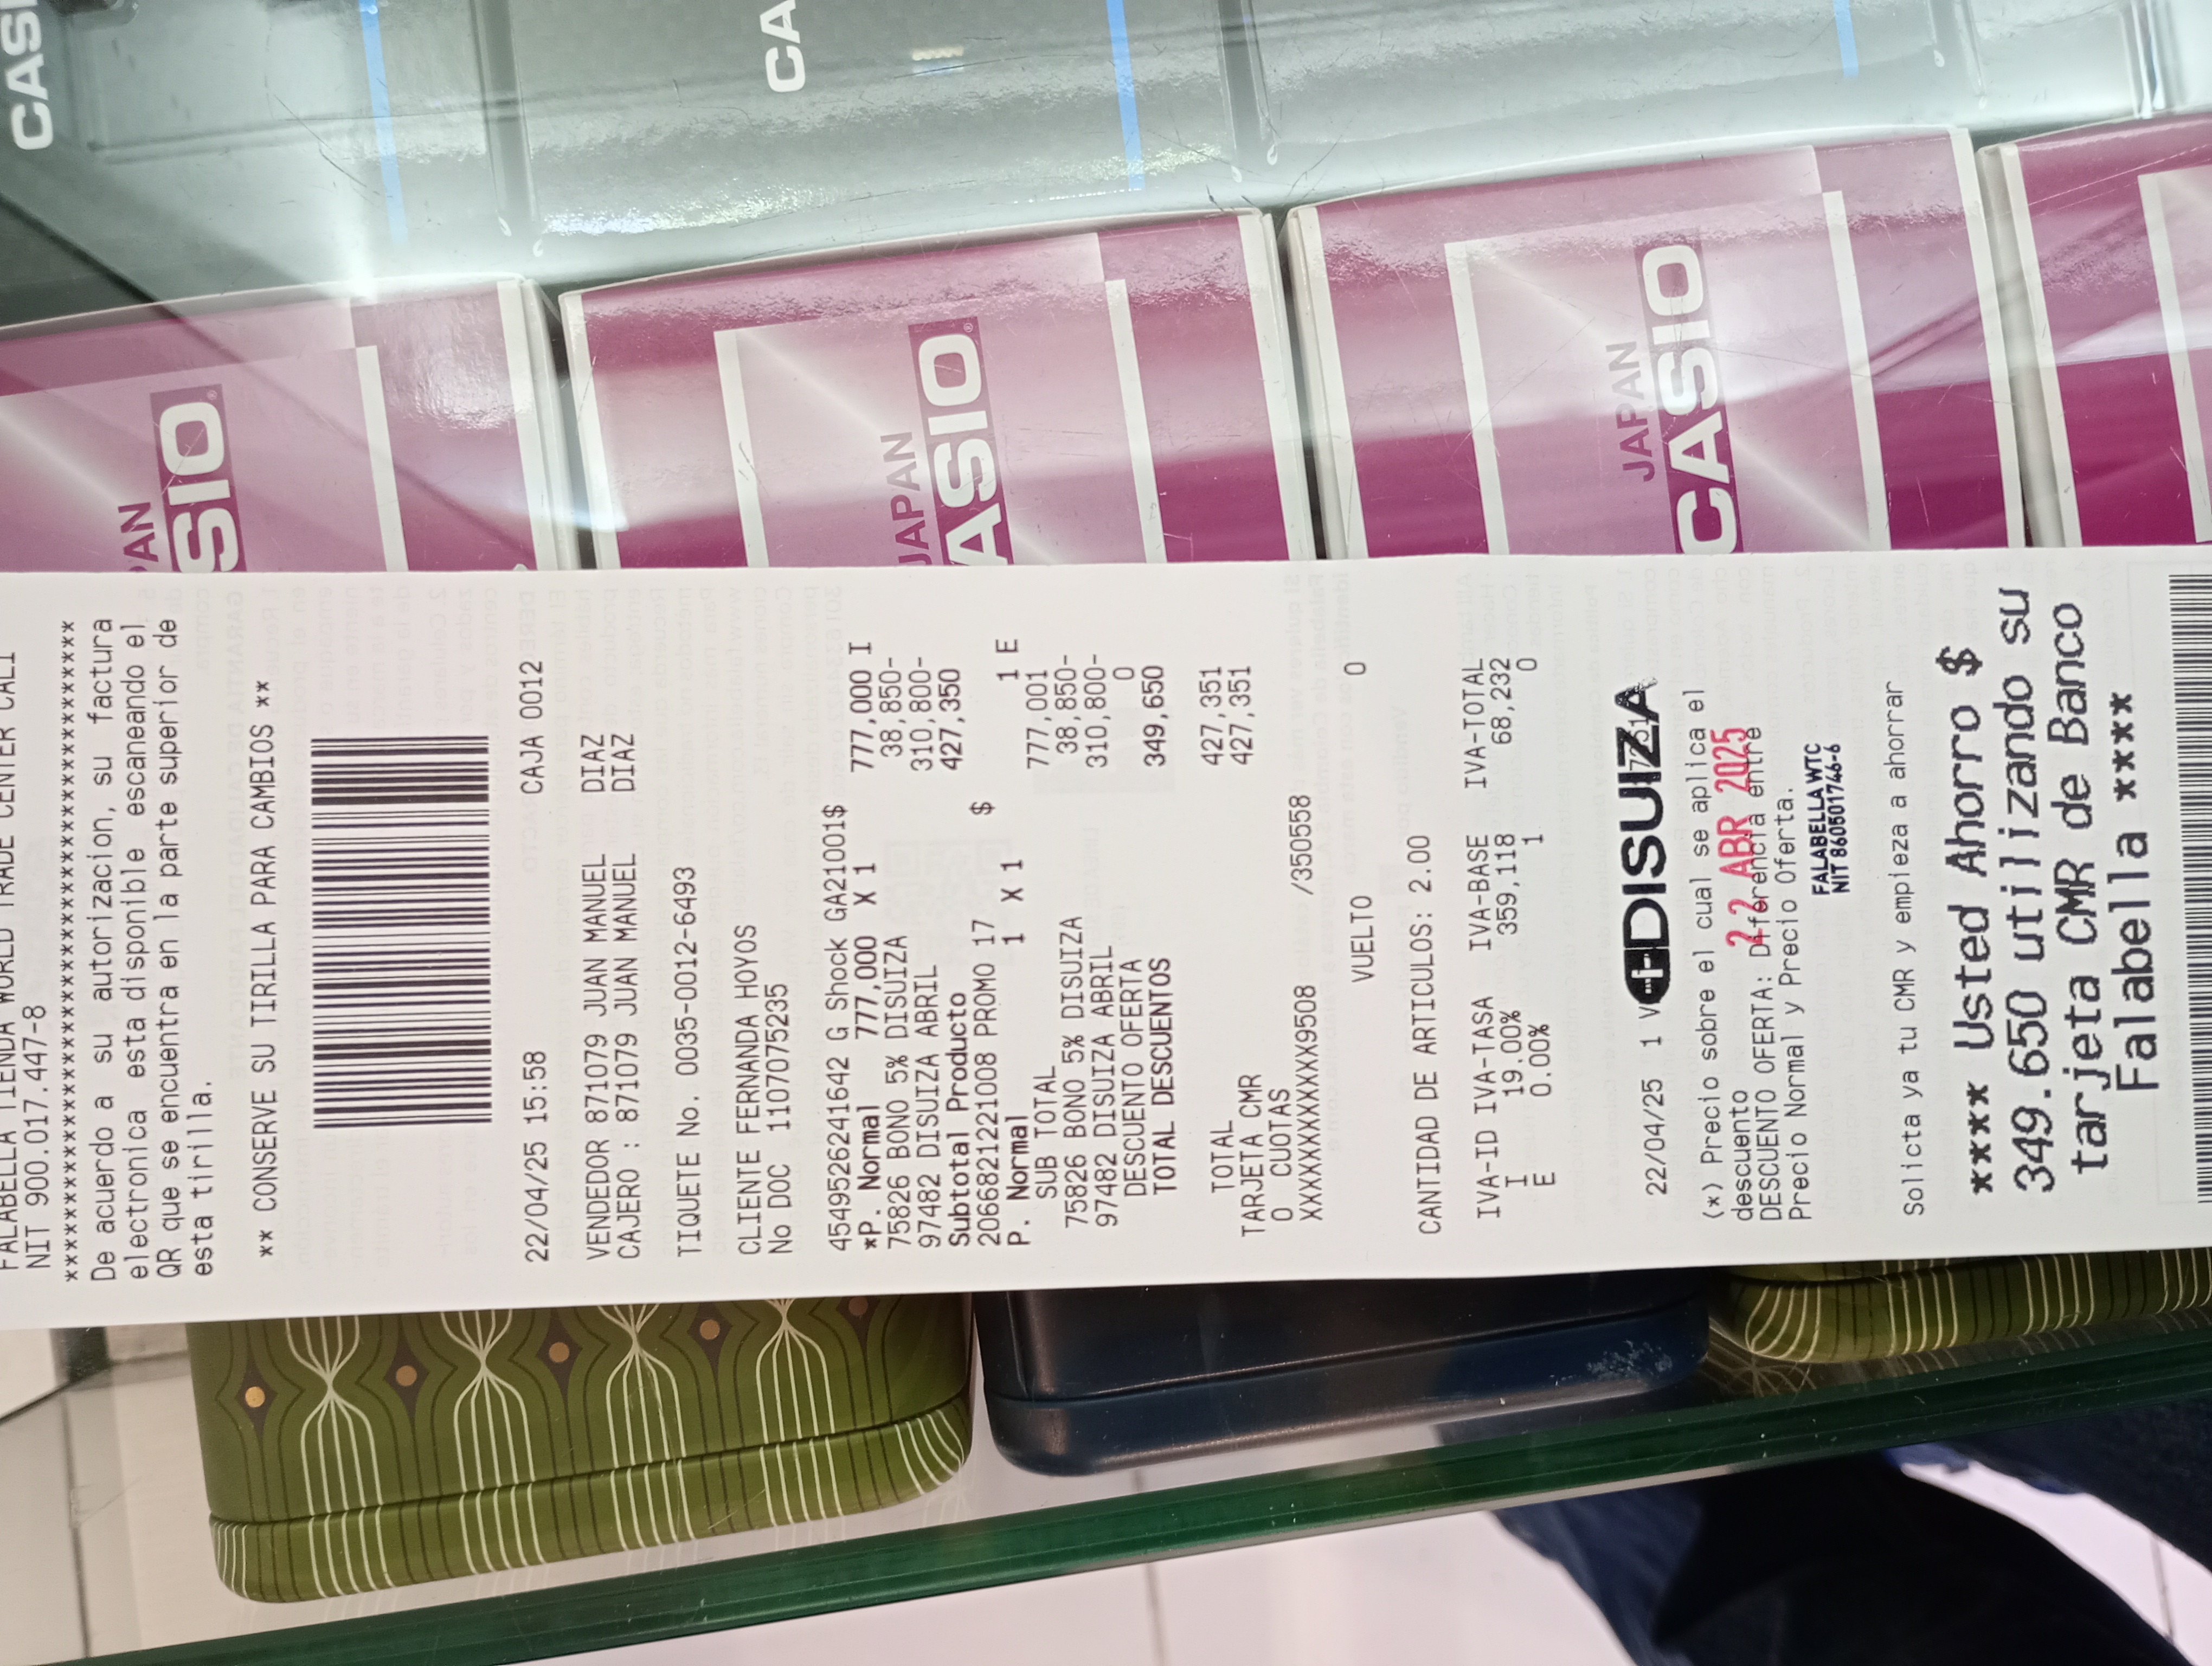 FALABELLA TIENDA WORLD TRADE CENTER CALI
NIT 900.017.447-8
****************************************
De acuerdo a su autorizacion, su factura
electronica esta disponible escaneando el
QR que se encuentra en la parte superior de
esta tirilla.
** CONSERVE SU TIRILLA PARA CAMBIOS **
22/04/25 15:58 CAJA 0012
VENDEDOR 871079 JUAN MANUEL DIAZ
CAJERO : 871079 JUAN MANUEL DIAZ
TIQUETE No. 0035-0012-6493
CLIENTE FERNANDA HOYOS
No DOC 1107075235
4549526241642 G Shock GA21001$
*P. Normal 777,000 X 1 777,000 I
75826 BONO 5% DISUIZA 38,850-
97482 DISUIZA ABRIL 310,800-
Subtotal Producto 427,350
2066821221008 PROMO 17 $
P. Normal 1 X 1 1 E
SUB TOTAL 777,001
75826 BONO 5% DISUIZA 38,850-
97482 DISUIZA ABRIL 310,800-
DESCUENTO OFERTA 0
TOTAL DESCUENTOS 349,650
TOTAL 427,351
TARJETA CMR 427,351
0 CUOTAS
XXXXXXXXXXXX9508 /350558
VUELTO 0
CANTIDAD DE ARTICULOS: 2.00
IVA-ID IVA-TASA IVA-BASE IVA-TOTAL
I 19.00% 359,118 68,232
E 0.00% 1 0
22/04/25 1 V
DISUIZA
(*) Precio sobre el cual se aplica el
descuento
22 ABR 2025
DESCUENTO OFERTA: Diferencia entre
Precio Normal y Precio Oferta.
FALABELLA WTC
NIT 860501746-6
Solicta ya tu CMR y empieza a ahorrar
**** Usted Ahorro $
349.650 utilizando su
tarjeta CMR de Banco
Falabella ****
CASI
CA
PAN
SIO
JAPAN
ASIO
JAPAN
CASIO